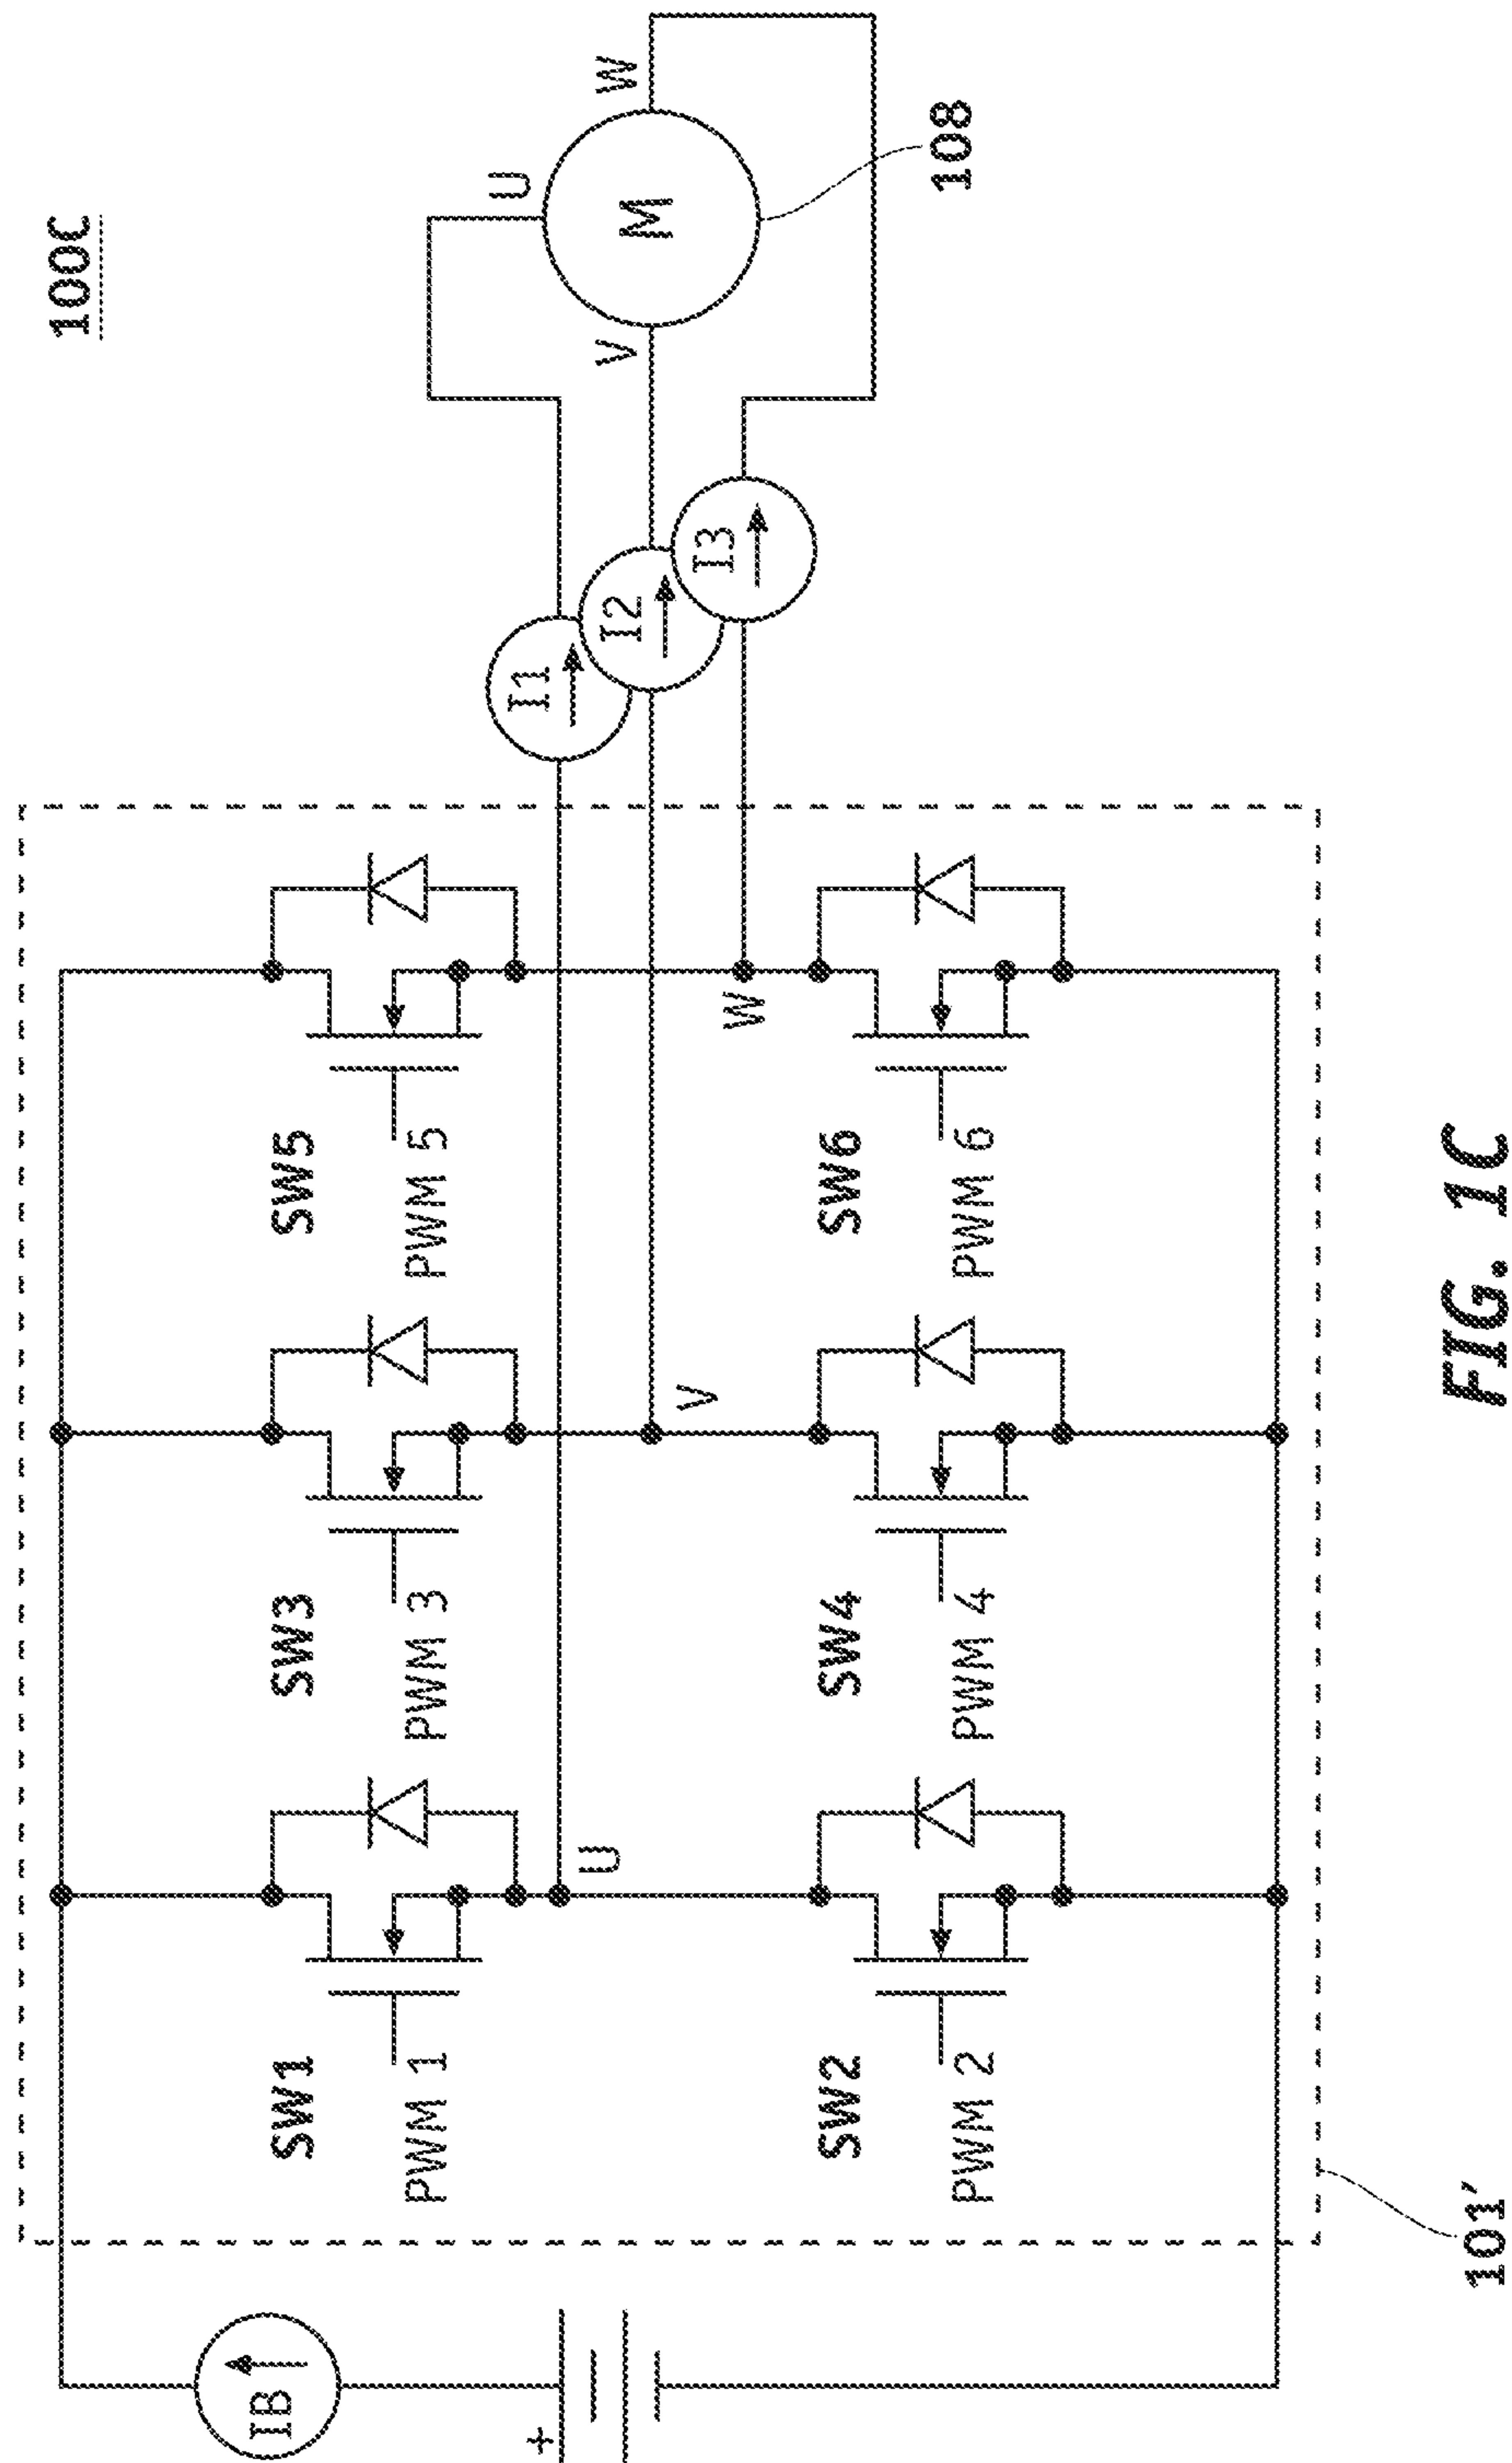 100C
IB
+
SW1
PWM 1
SW3
PWM 3
SW5
PWM 5
U
V
W
SW2
PWM 2
SW4
PWM 4
SW6
PWM 6
I1
I2
I3
U
V
W
M
108
101′
FIG. 1C